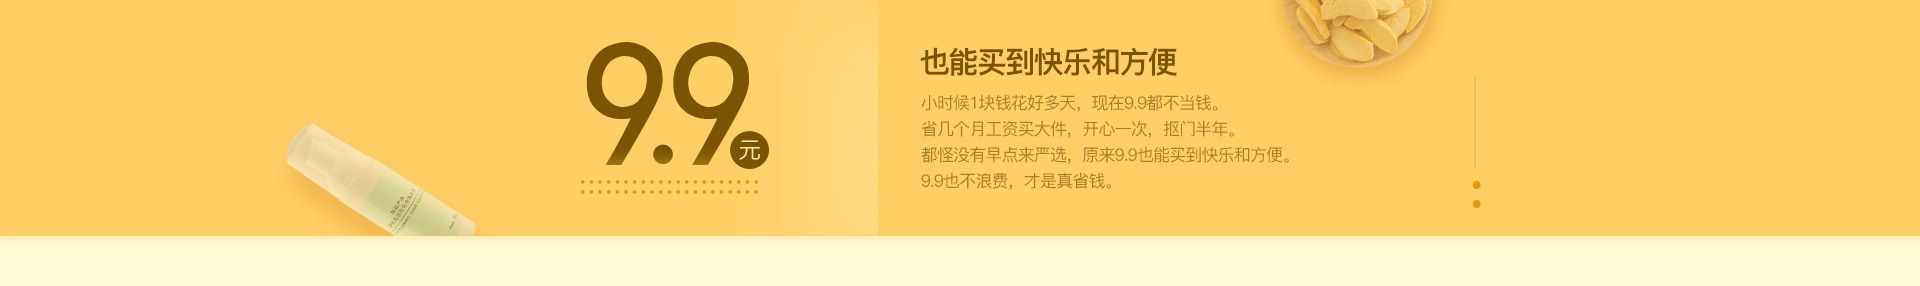 9.9元
也能买到快乐和方便
小时候1块钱花好多天，现在9.9都不当钱。
省几个月工资买大件，开心一次，抠门半年。
都怪没有早点来严选，原来9.9也能买到快乐和方便。
9.9也不浪费，才是真省钱。